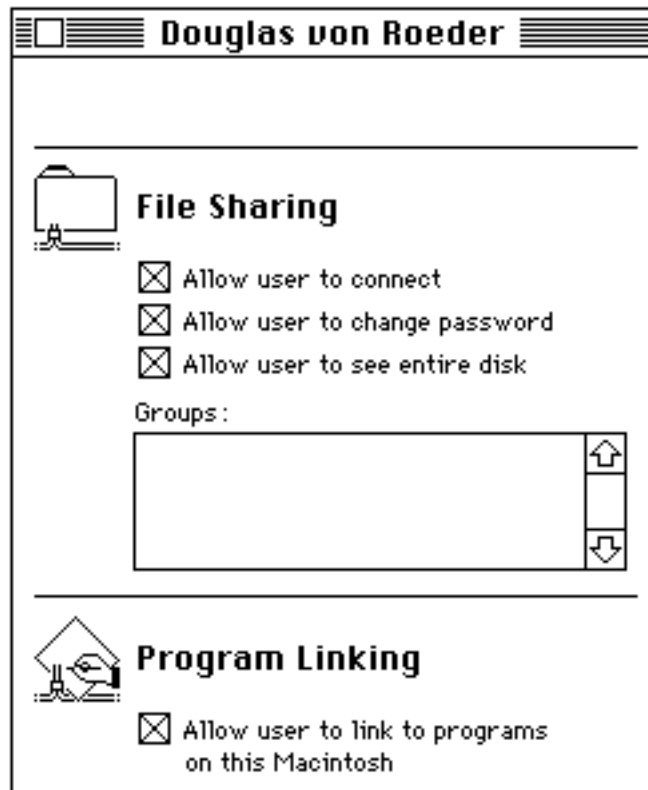 Douglas von Roeder
File Sharing
Allow user to connect
Allow user to change password
Allow user to see entire disk
Groups:
Program Linking
Allow user to link to programs
on this Macintosh